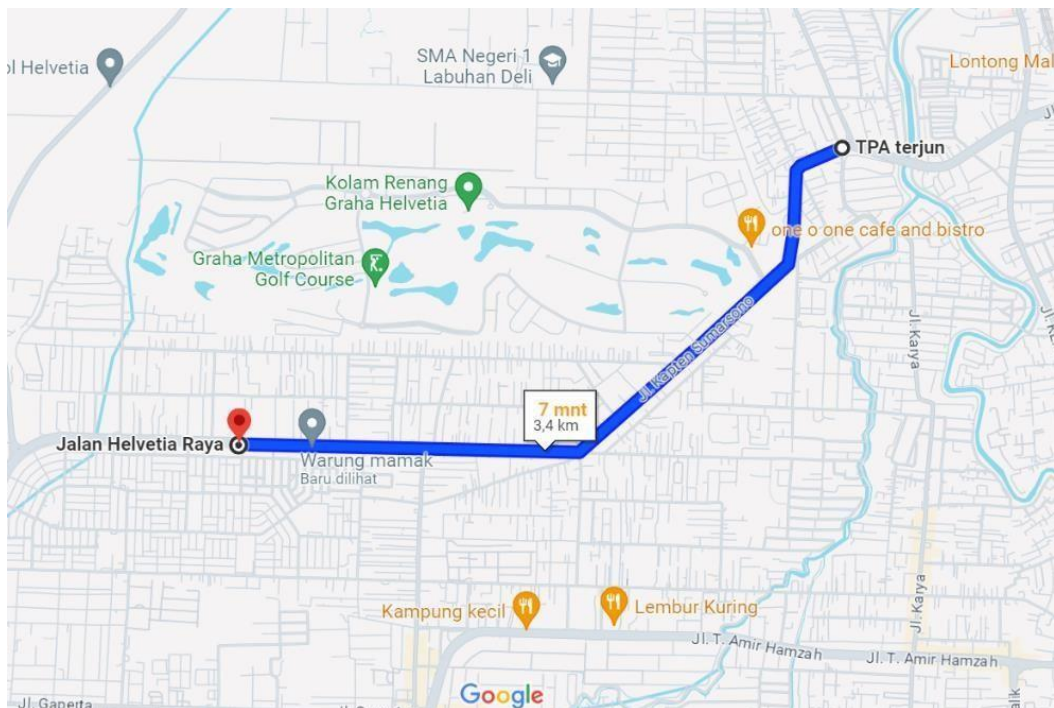 SMA Negeri 1
Labuhan Deli
ol Helvetia
Lontong Mal
TPA terjun
Kolam Renang
Graha Helvetia
one o one cafe and bistro
Graha Metropolitan
Golf Course
Jl. Kapten Sumarsono
Jl. Karya
7 mnt
3,4 km
Jalan Helvetia Raya
Warung mamak
Baru dilihat
Jl. Karya
Kampung kecil
Lembur Kuring
Jl. T. Amir Hamzah
Jl. T. Amir Hamzah
Google
Jl. Gaperta